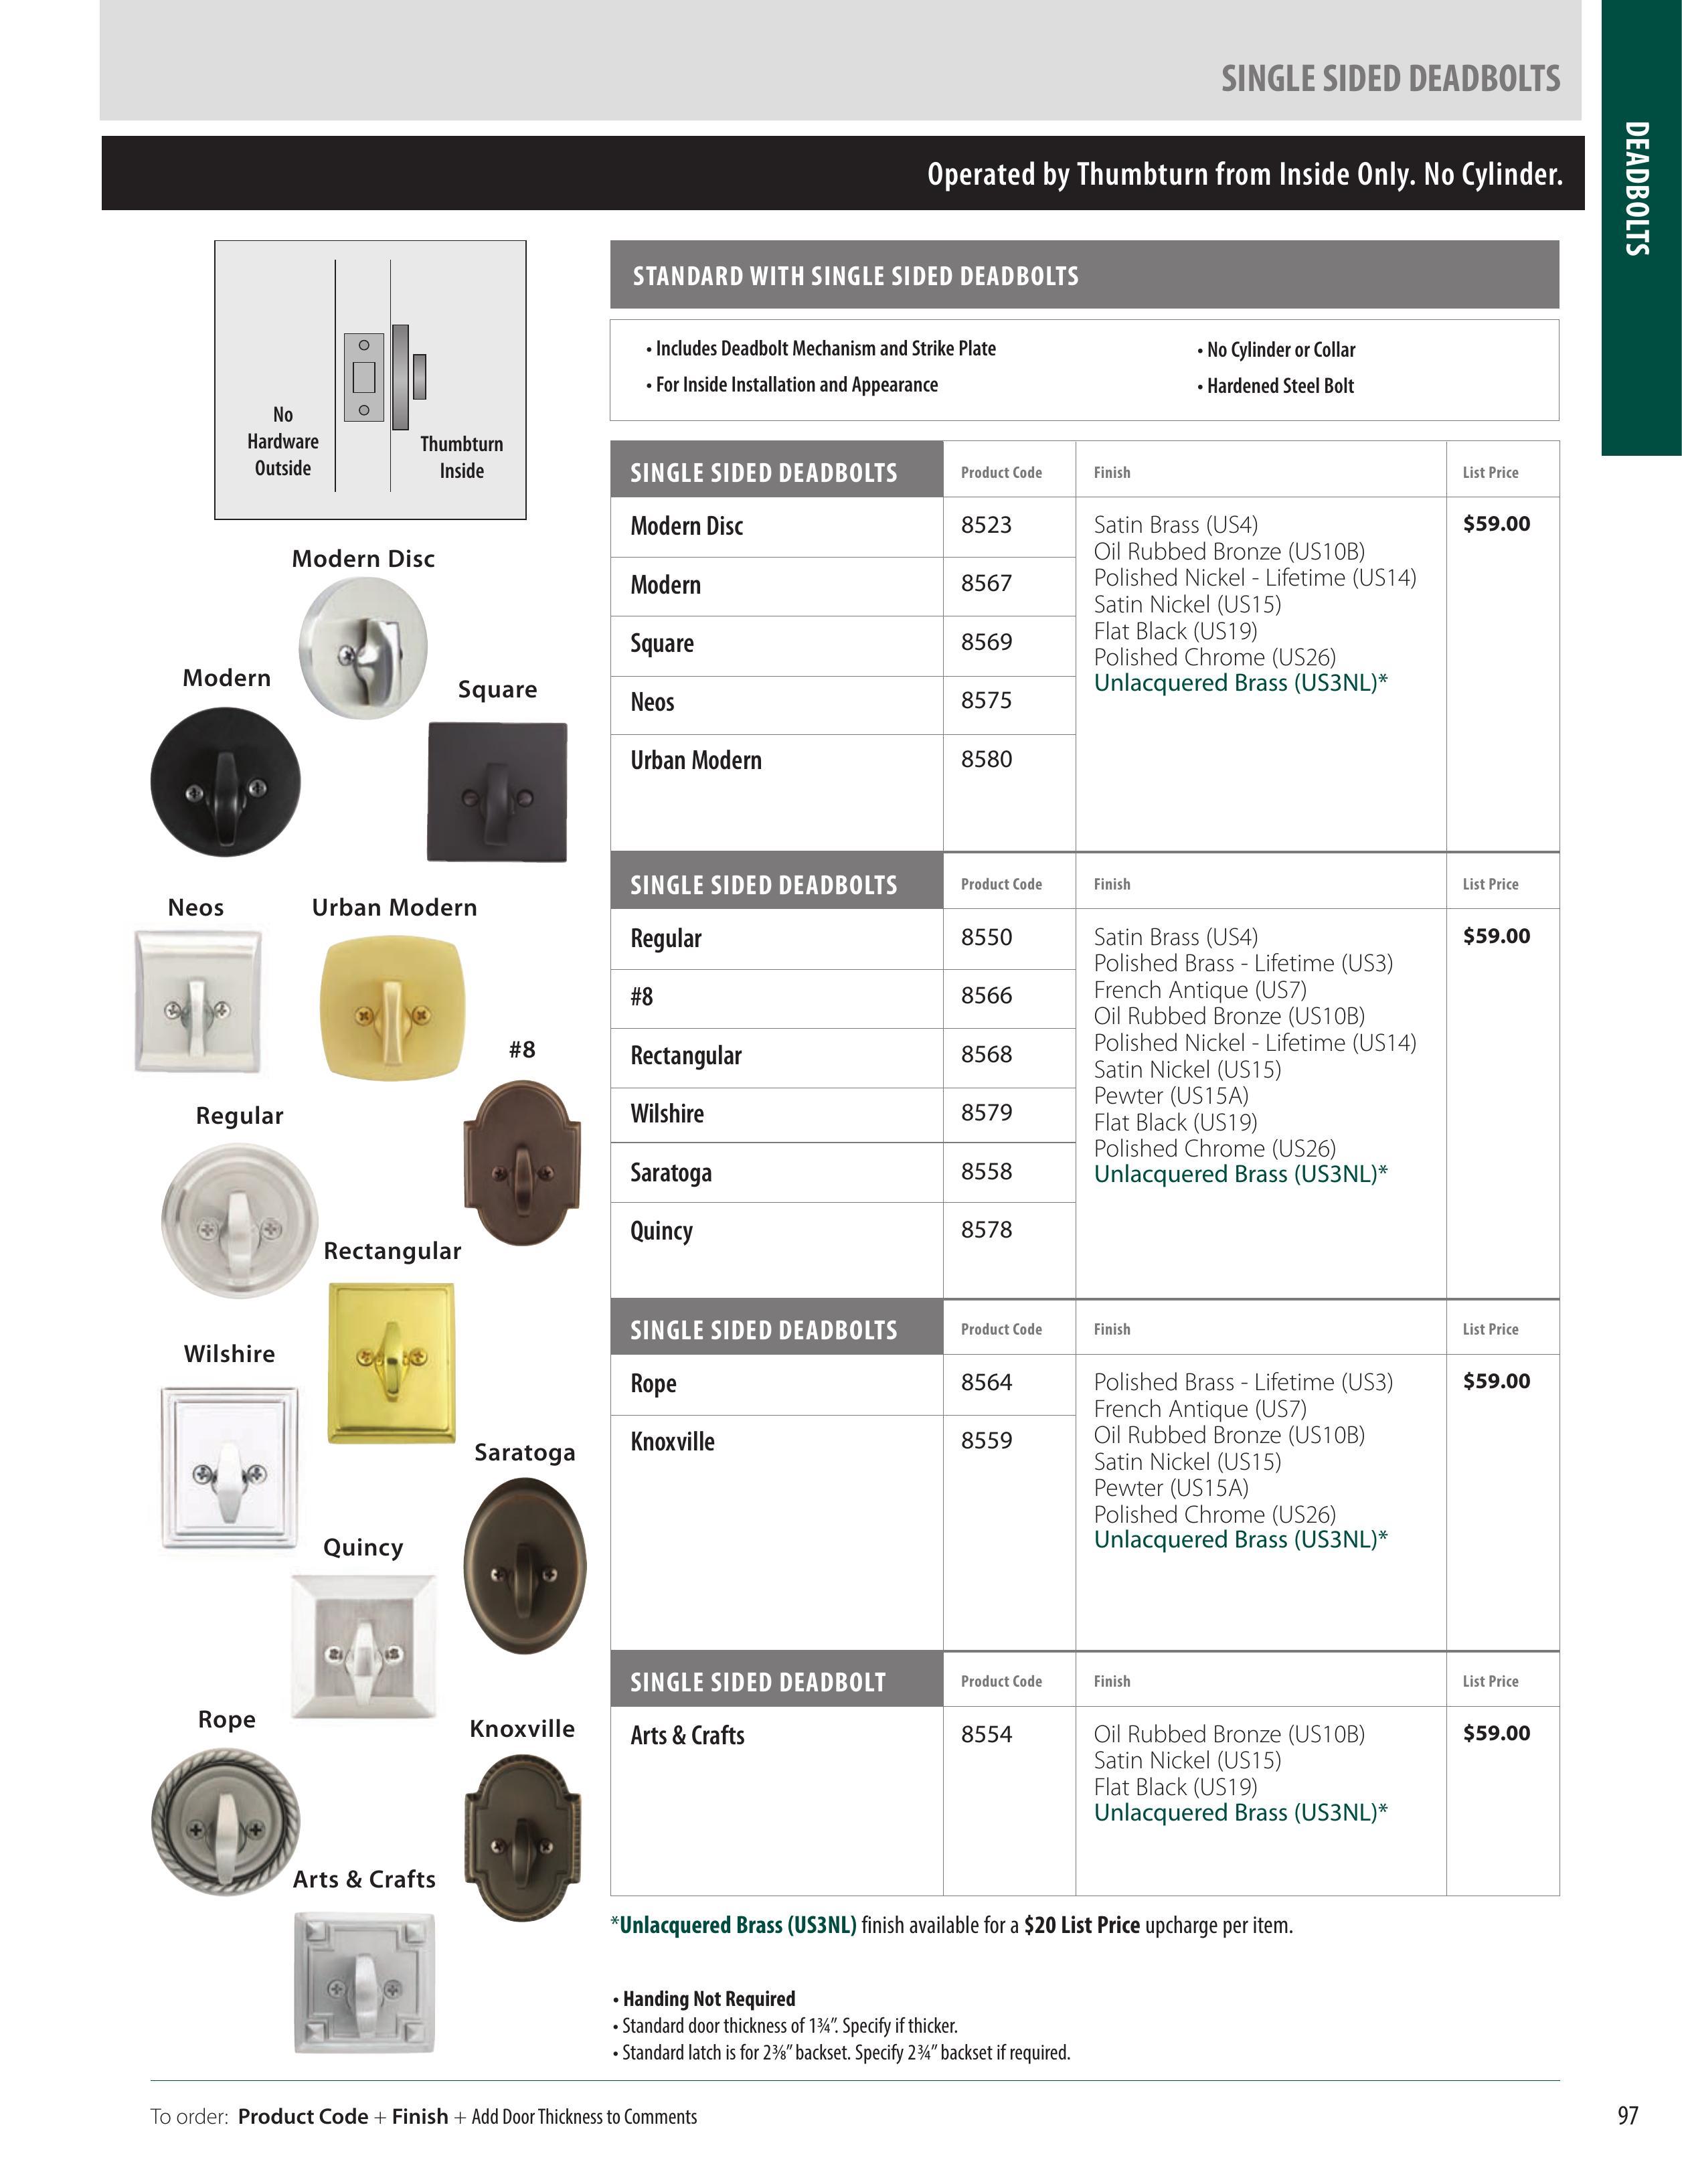 SINGLE SIDED DEADBOLTS
DEADBOLTS
Operated by Thumbturn from Inside Only. No Cylinder.
No
Hardware
Outside
Thumbturn
Inside
Modern Disc
Modern
Square
Neos
Urban Modern
#8
Regular
Rectangular
Wilshire
Saratoga
Quincy
Rope
Knoxville
Arts & Crafts
STANDARD WITH SINGLE SIDED DEADBOLTS
• Includes Deadbolt Mechanism and Strike Plate
• For Inside Installation and Appearance
• No Cylinder or Collar
• Hardened Steel Bolt
SINGLE SIDED DEADBOLTS Product Code Finish List Price
Modern Disc 8523
Modern 8567
Square 8569
Neos 8575
Urban Modern 8580
Satin Brass (US4)
Oil Rubbed Bronze (US10B)
Polished Nickel - Lifetime (US14)
Satin Nickel (US15)
Flat Black (US19)
Polished Chrome (US26)
Unlacquered Brass (US3NL)*
$59.00
SINGLE SIDED DEADBOLTS Product Code Finish List Price
Regular 8550
#8 8566
Rectangular 8568
Wilshire 8579
Saratoga 8558
Quincy 8578
Satin Brass (US4)
Polished Brass - Lifetime (US3)
French Antique (US7)
Oil Rubbed Bronze (US10B)
Polished Nickel - Lifetime (US14)
Satin Nickel (US15)
Pewter (US15A)
Flat Black (US19)
Polished Chrome (US26)
Unlacquered Brass (US3NL)*
$59.00
SINGLE SIDED DEADBOLTS Product Code Finish List Price
Rope 8564
Knoxville 8559
Polished Brass - Lifetime (US3)
French Antique (US7)
Oil Rubbed Bronze (US10B)
Satin Nickel (US15)
Pewter (US15A)
Polished Chrome (US26)
Unlacquered Brass (US3NL)*
$59.00
SINGLE SIDED DEADBOLT Product Code Finish List Price
Arts & Crafts 8554
Oil Rubbed Bronze (US10B)
Satin Nickel (US15)
Flat Black (US19)
Unlacquered Brass (US3NL)*
$59.00
*Unlacquered Brass (US3NL) finish available for a $20 List Price upcharge per item.
• Handing Not Required
• Standard door thickness of 1¾”. Specify if thicker.
• Standard latch is for 2⅜” backset. Specify 2¾” backset if required.
To order: Product Code + Finish + Add Door Thickness to Comments
97